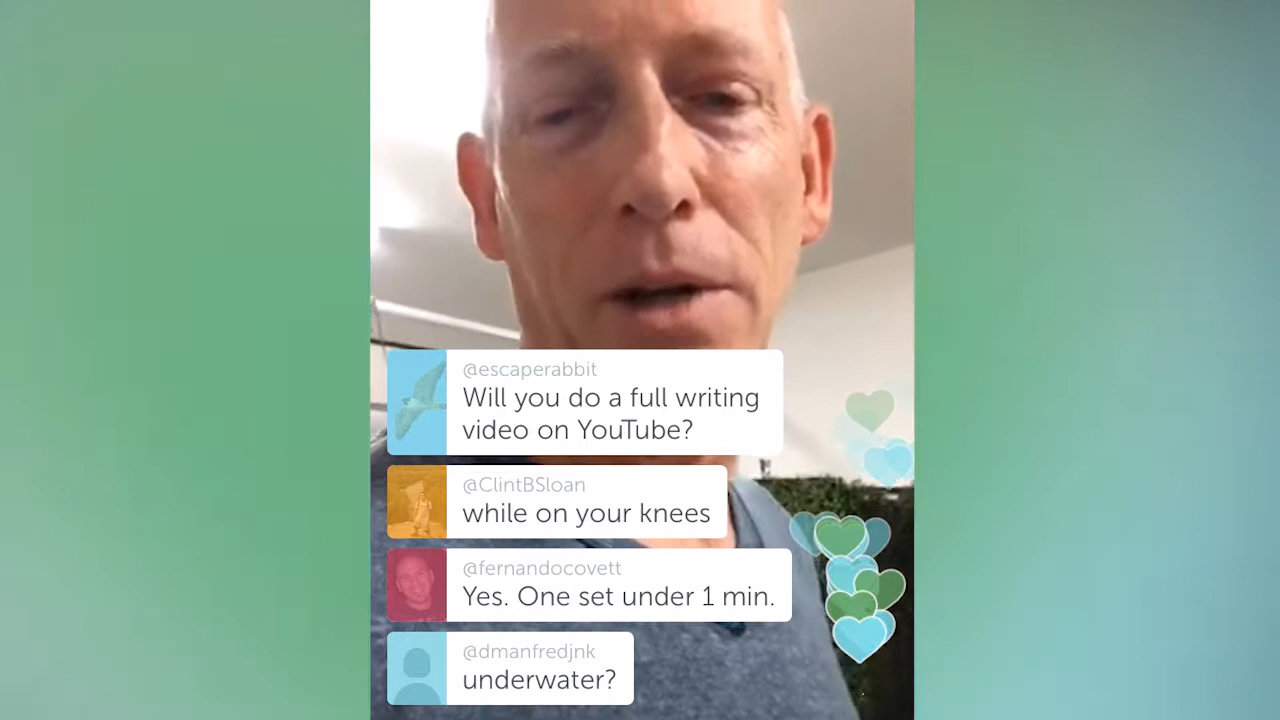 @escaperabbit
Will you do a full writing
video on YouTube?
@ClintBSloan
while on your knees
@fernandocovett
Yes. One set under 1 min.
@dmanfredjnk
underwater?